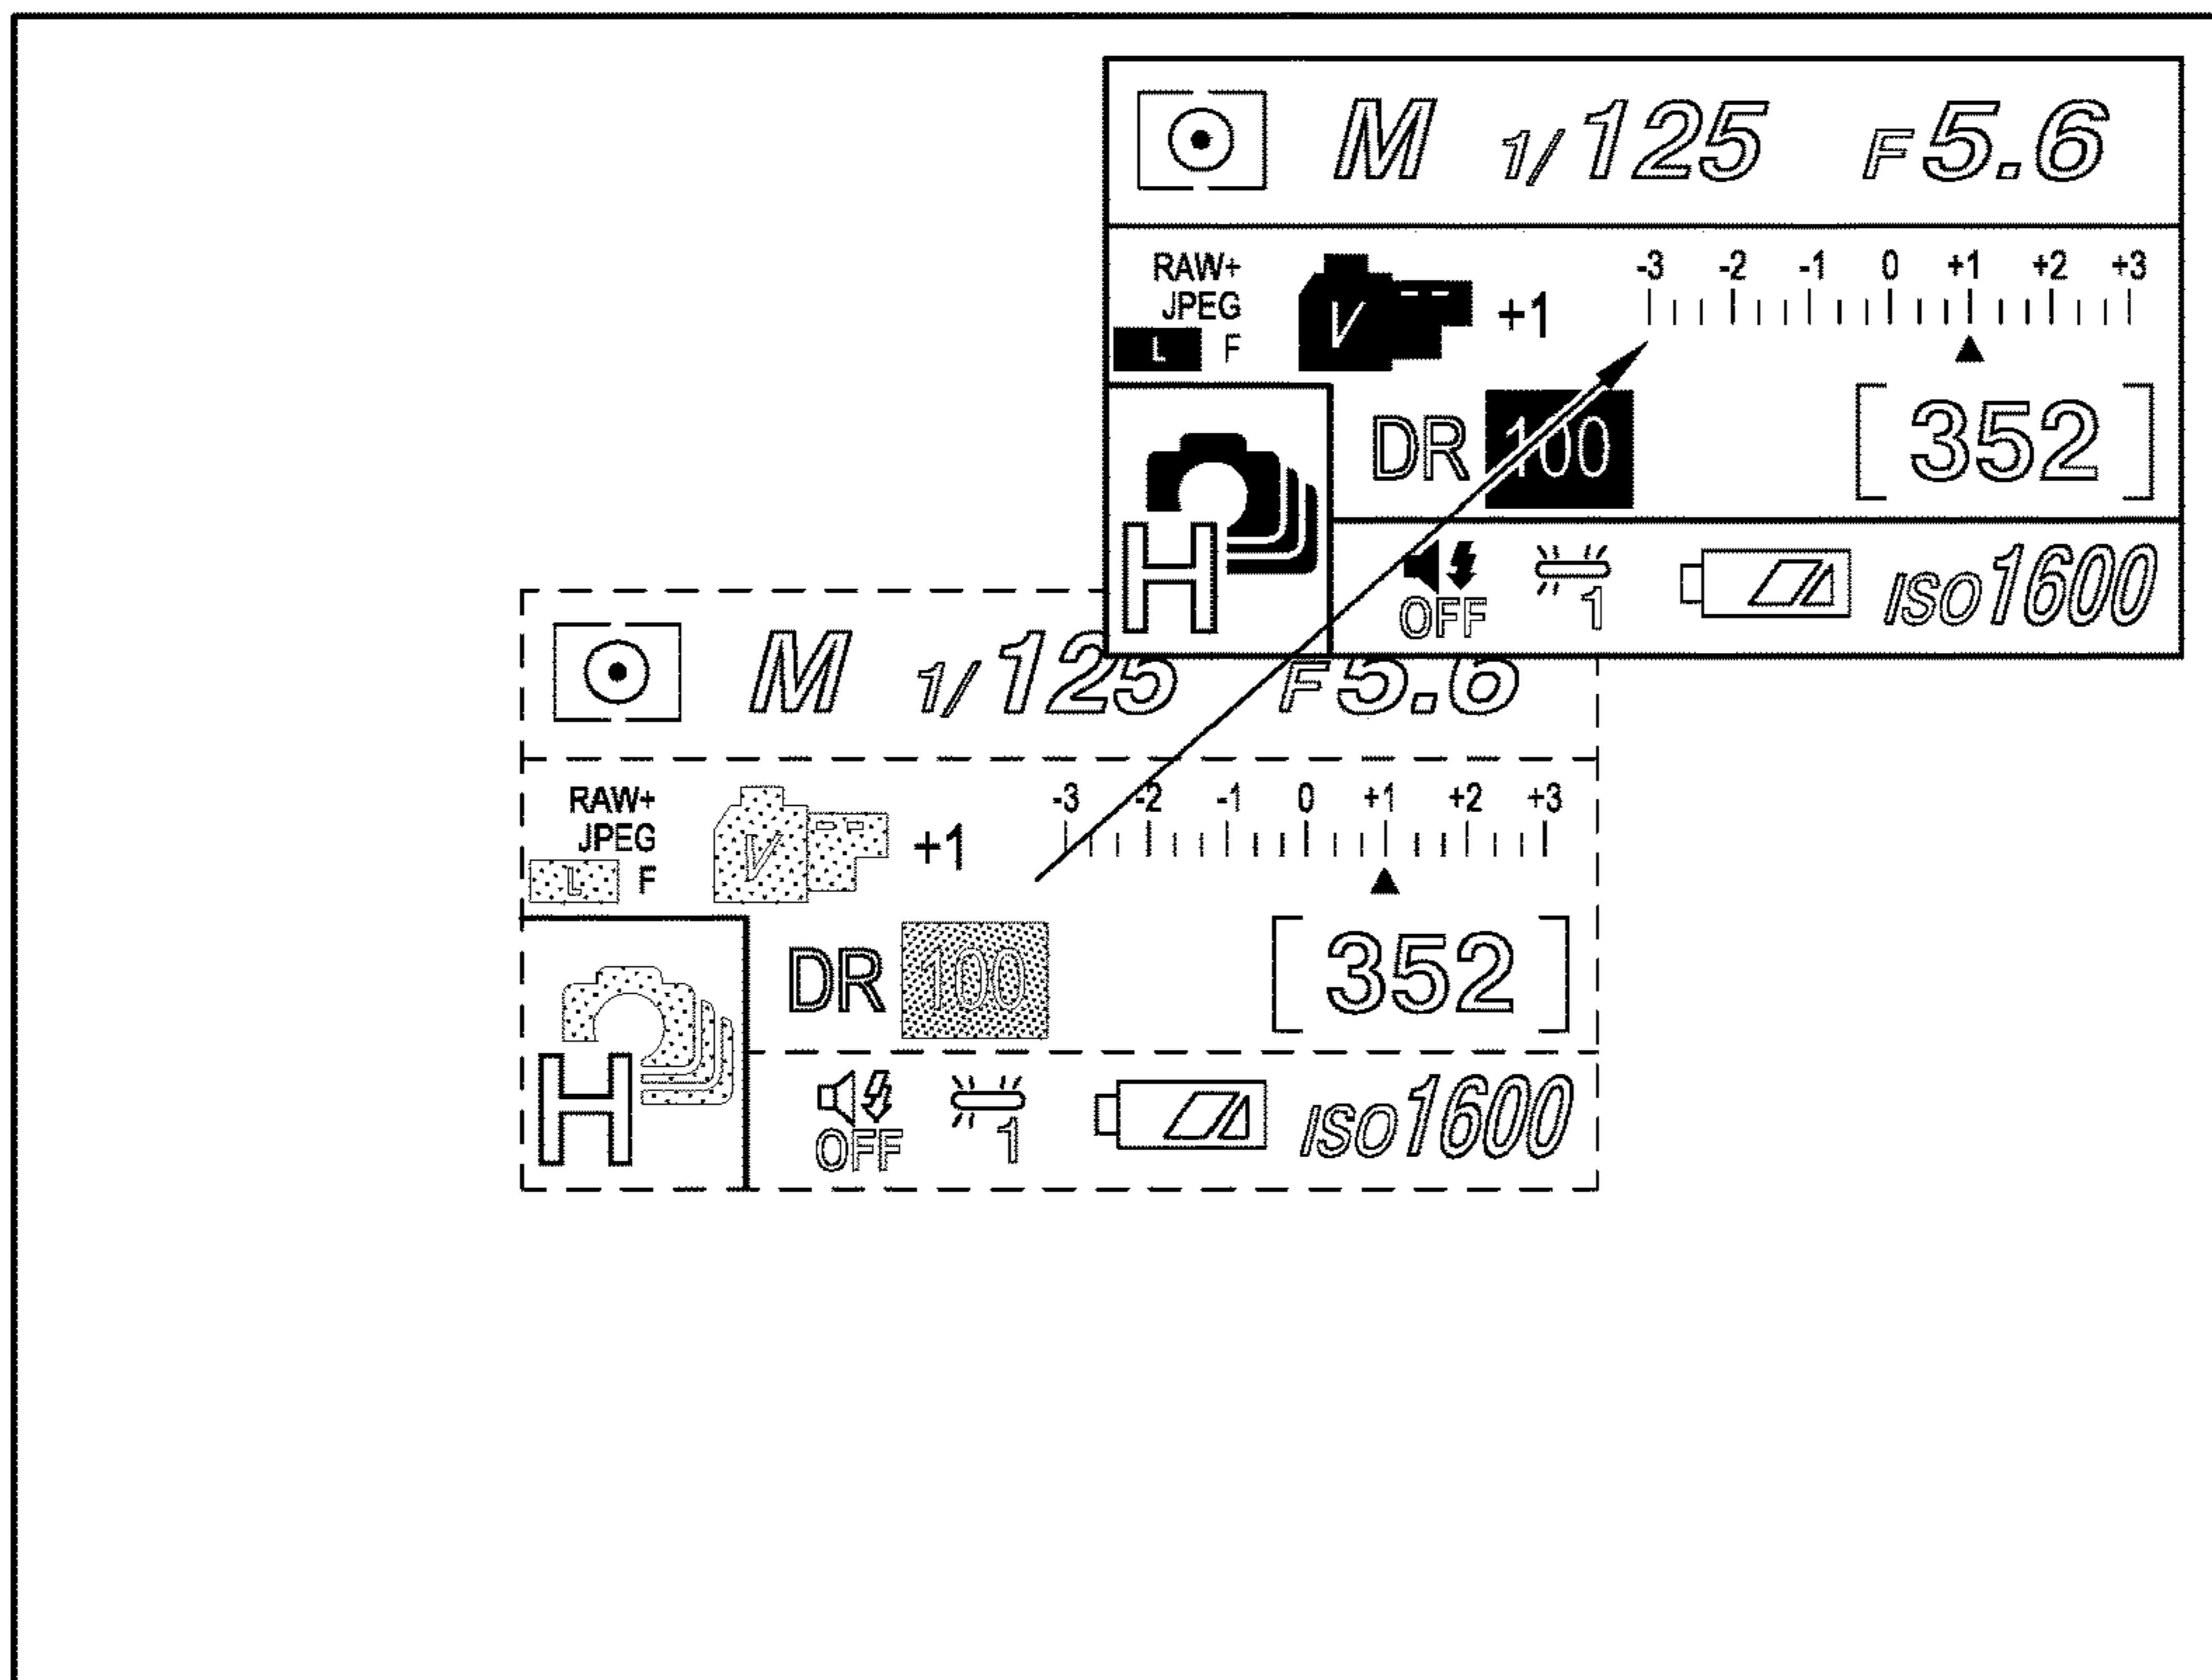 M 1/125 F5.6
RAW+ -3 -2 -1 0 +1 +2 +3
JPEG V +1
L F
DR 100 [352]
H
OFF 1 ISO1600
M 1/125 F5.6
RAW+ -3 -2 -1 0 +1 +2 +3
JPEG V +1
L F
DR 100 [352]
H
OFF 1 ISO1600